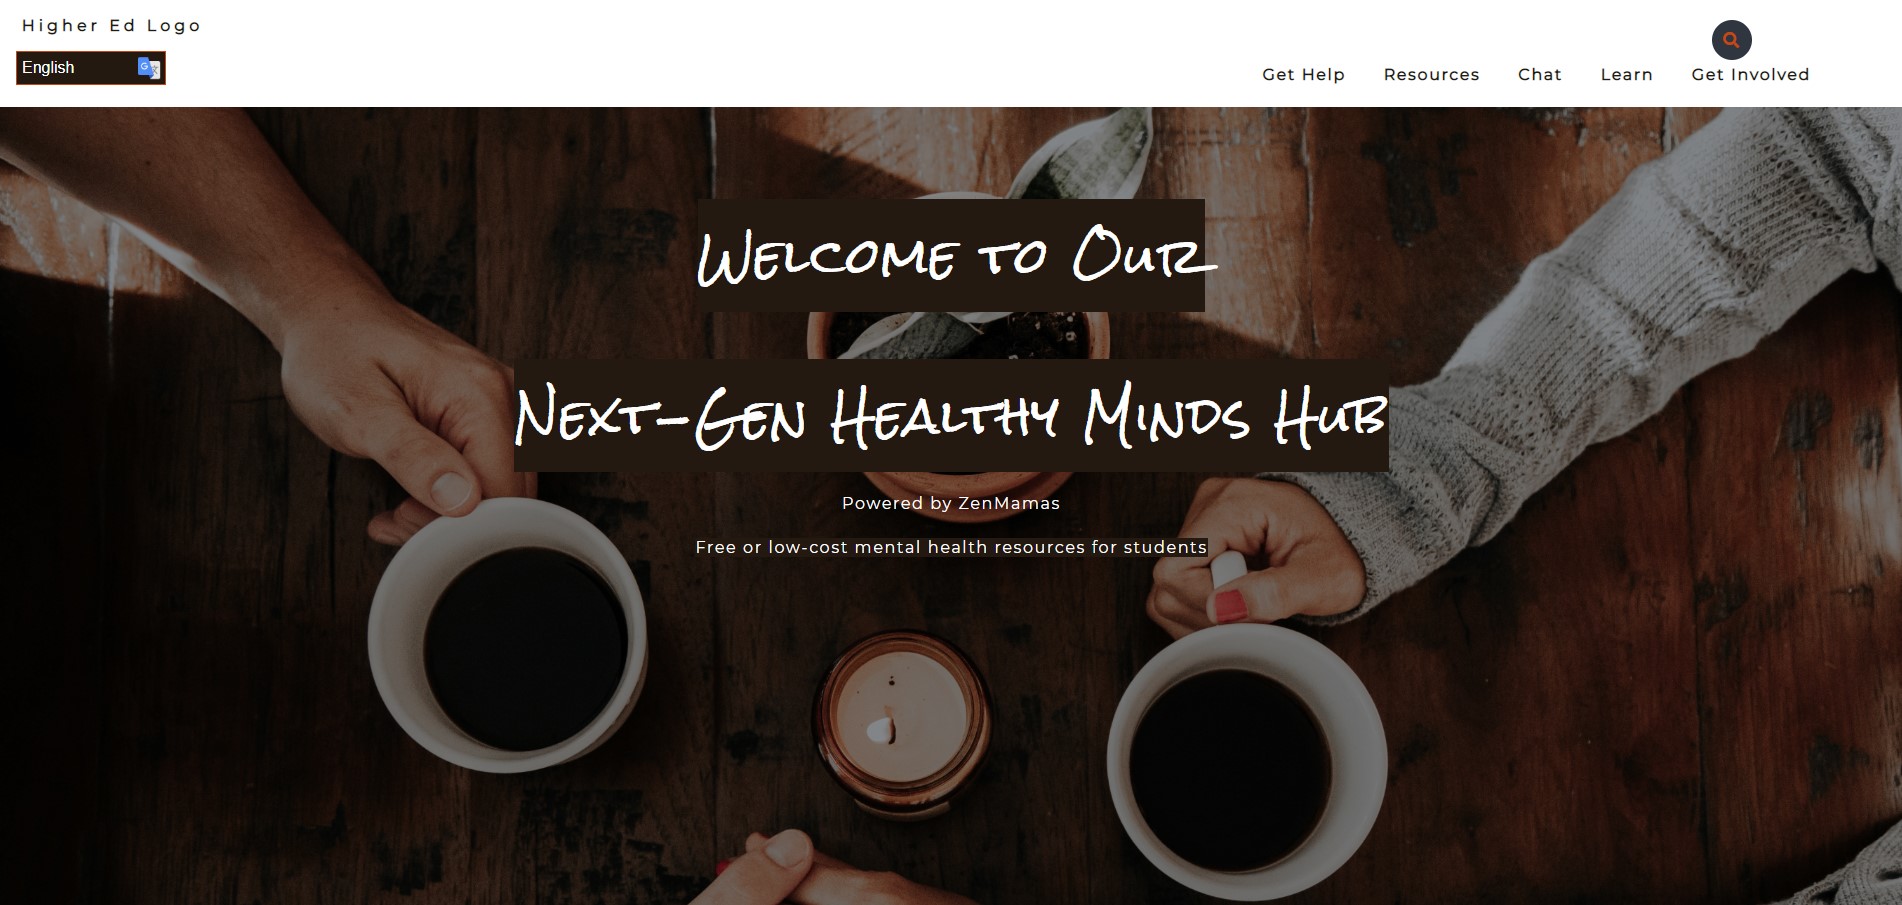 Higher Ed Logo
English
Get Help Resources Chat Learn Get Involved
Welcome to Our
Next-Gen Healthy Minds Hub
Powered by ZenMamas
Free or low-cost mental health resources for students